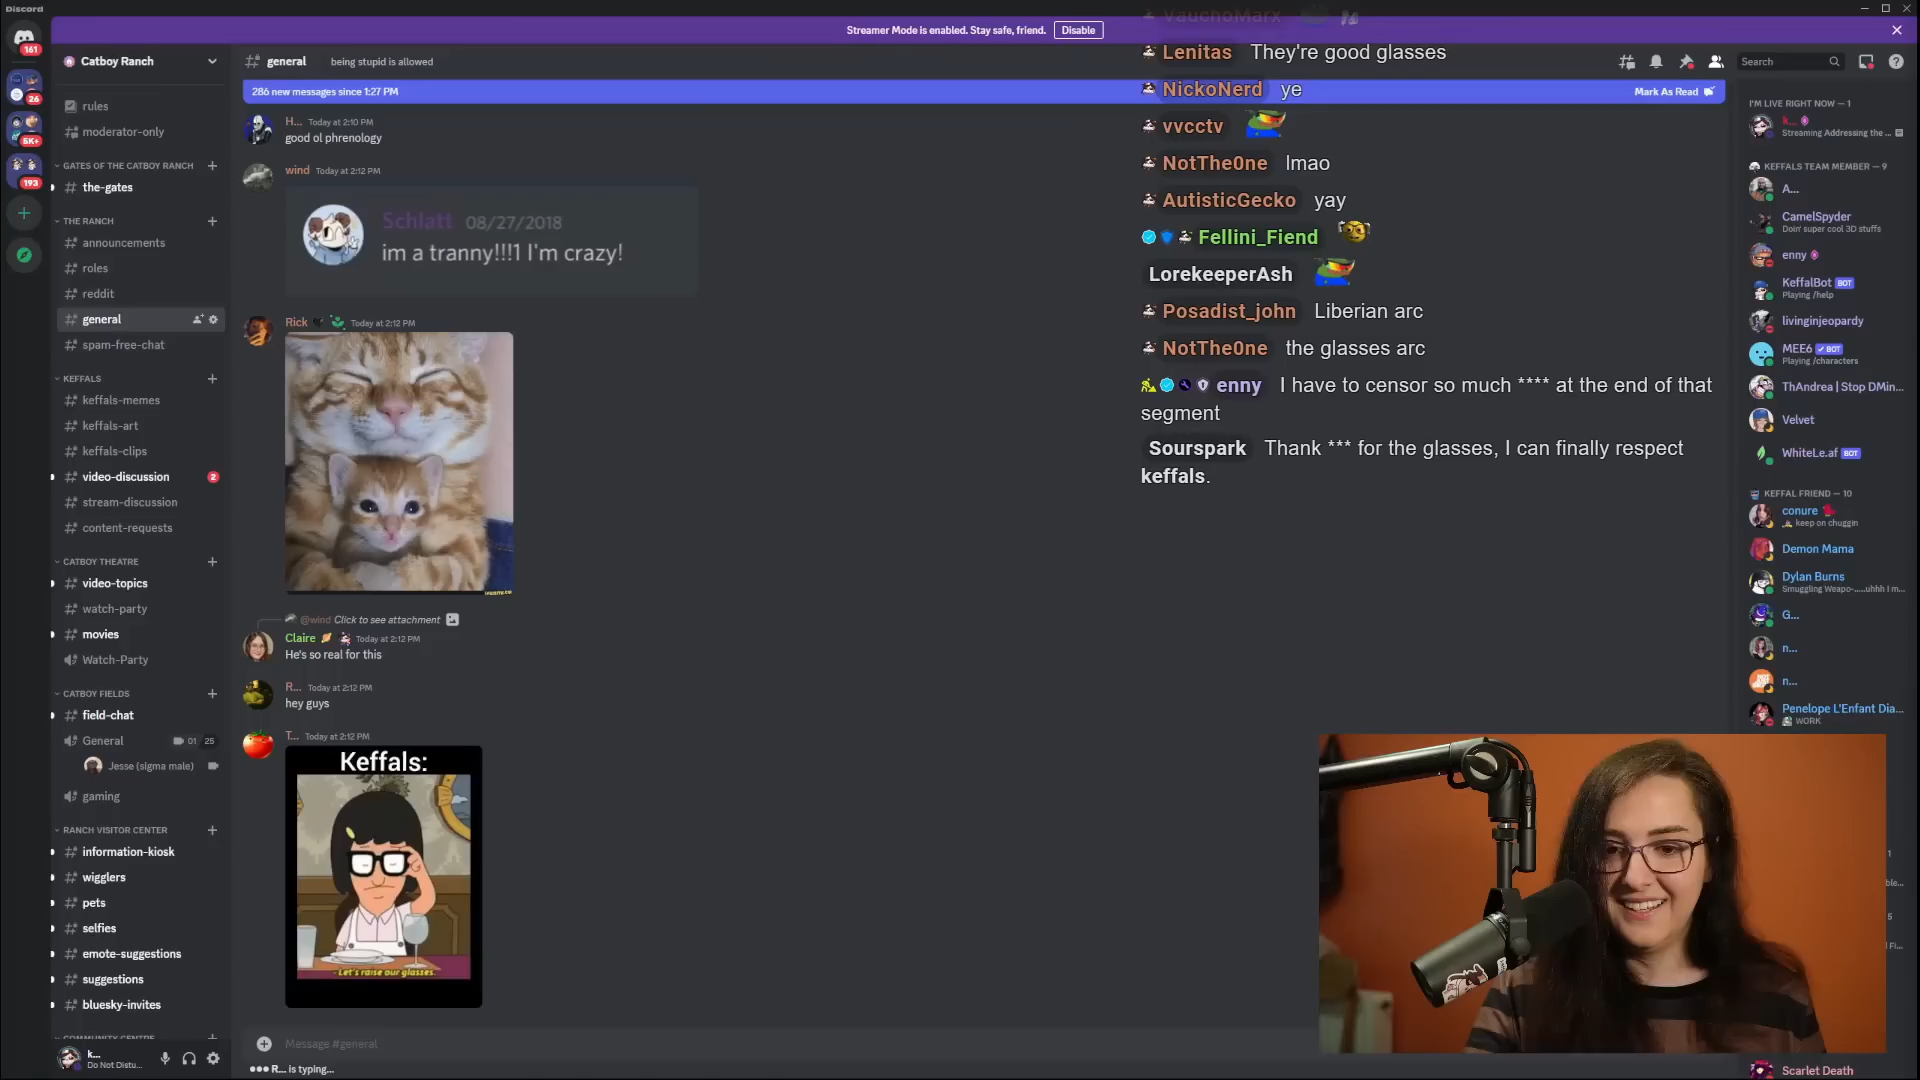 Discord
Streamer Mode is enabled. Stay safe, friend.
Disable
161
26
5K+
193
Catboy Ranch
rules
moderator-only
GATES OF THE CATBOY RANCH
the-gates
THE RANCH
announcements
roles
reddit
general
spam-free-chat
KEFFALS
keffals-memes
keffals-art
keffals-clips
video-discussion
2
stream-discussion
content-requests
CATBOY THEATRE
video-topics
watch-party
movies
Watch-Party
CATBOY FIELDS
field-chat
General
01 25
Jesse (sigma male)
gaming
RANCH VISITOR CENTER
information-kiosk
wigglers
pets
selfies
emote-suggestions
suggestions
bluesky-invites
COMMUNITY CENTRE
k...
Do Not Distu...
general
being stupid is allowed
Search
286 new messages since 1:27 PM
Mark As Read
H... Today at 2:10 PM
good ol phrenology
wind Today at 2:12 PM
Schlatt 08/27/2018
im a tranny!!!1 I'm crazy!
Rick Today at 2:12 PM
@wind Click to see attachment
Claire Today at 2:12 PM
He's so real for this
R... Today at 2:12 PM
hey guys
T... Today at 2:12 PM
Keffals:
Let's raise our glasses.
Message #general
R... is typing...
VauchoMarx
Lenitas They're good glasses
NickoNerd ye
vvcctv
NotThe0ne lmao
AutisticGecko yay
Fellini_Fiend
LorekeeperAsh
Posadist_john Liberian arc
NotThe0ne the glasses arc
enny I have to censor so much **** at the end of that
segment
Sourspark Thank *** for the glasses, I can finally respect
keffals.
I'M LIVE RIGHT NOW — 1
k...
Streaming Addressing the ...
KEFFALS TEAM MEMBER — 9
A...
CamelSpyder
Doin' super cool 3D stuffs
enny
KeffalBot BOT
Playing /help
livinginjeopardy
MEE6 BOT
Playing /characters
ThAndrea | Stop DMin...
Velvet
WhiteLe.af BOT
KEFFAL FRIEND — 10
conure
keep on chuggin
Demon Mama
Dylan Burns
Smuggling Weapo-.....uhhh I m...
G...
n...
n...
Penelope L'Enfant Dia...
WORK
Scarlet Death